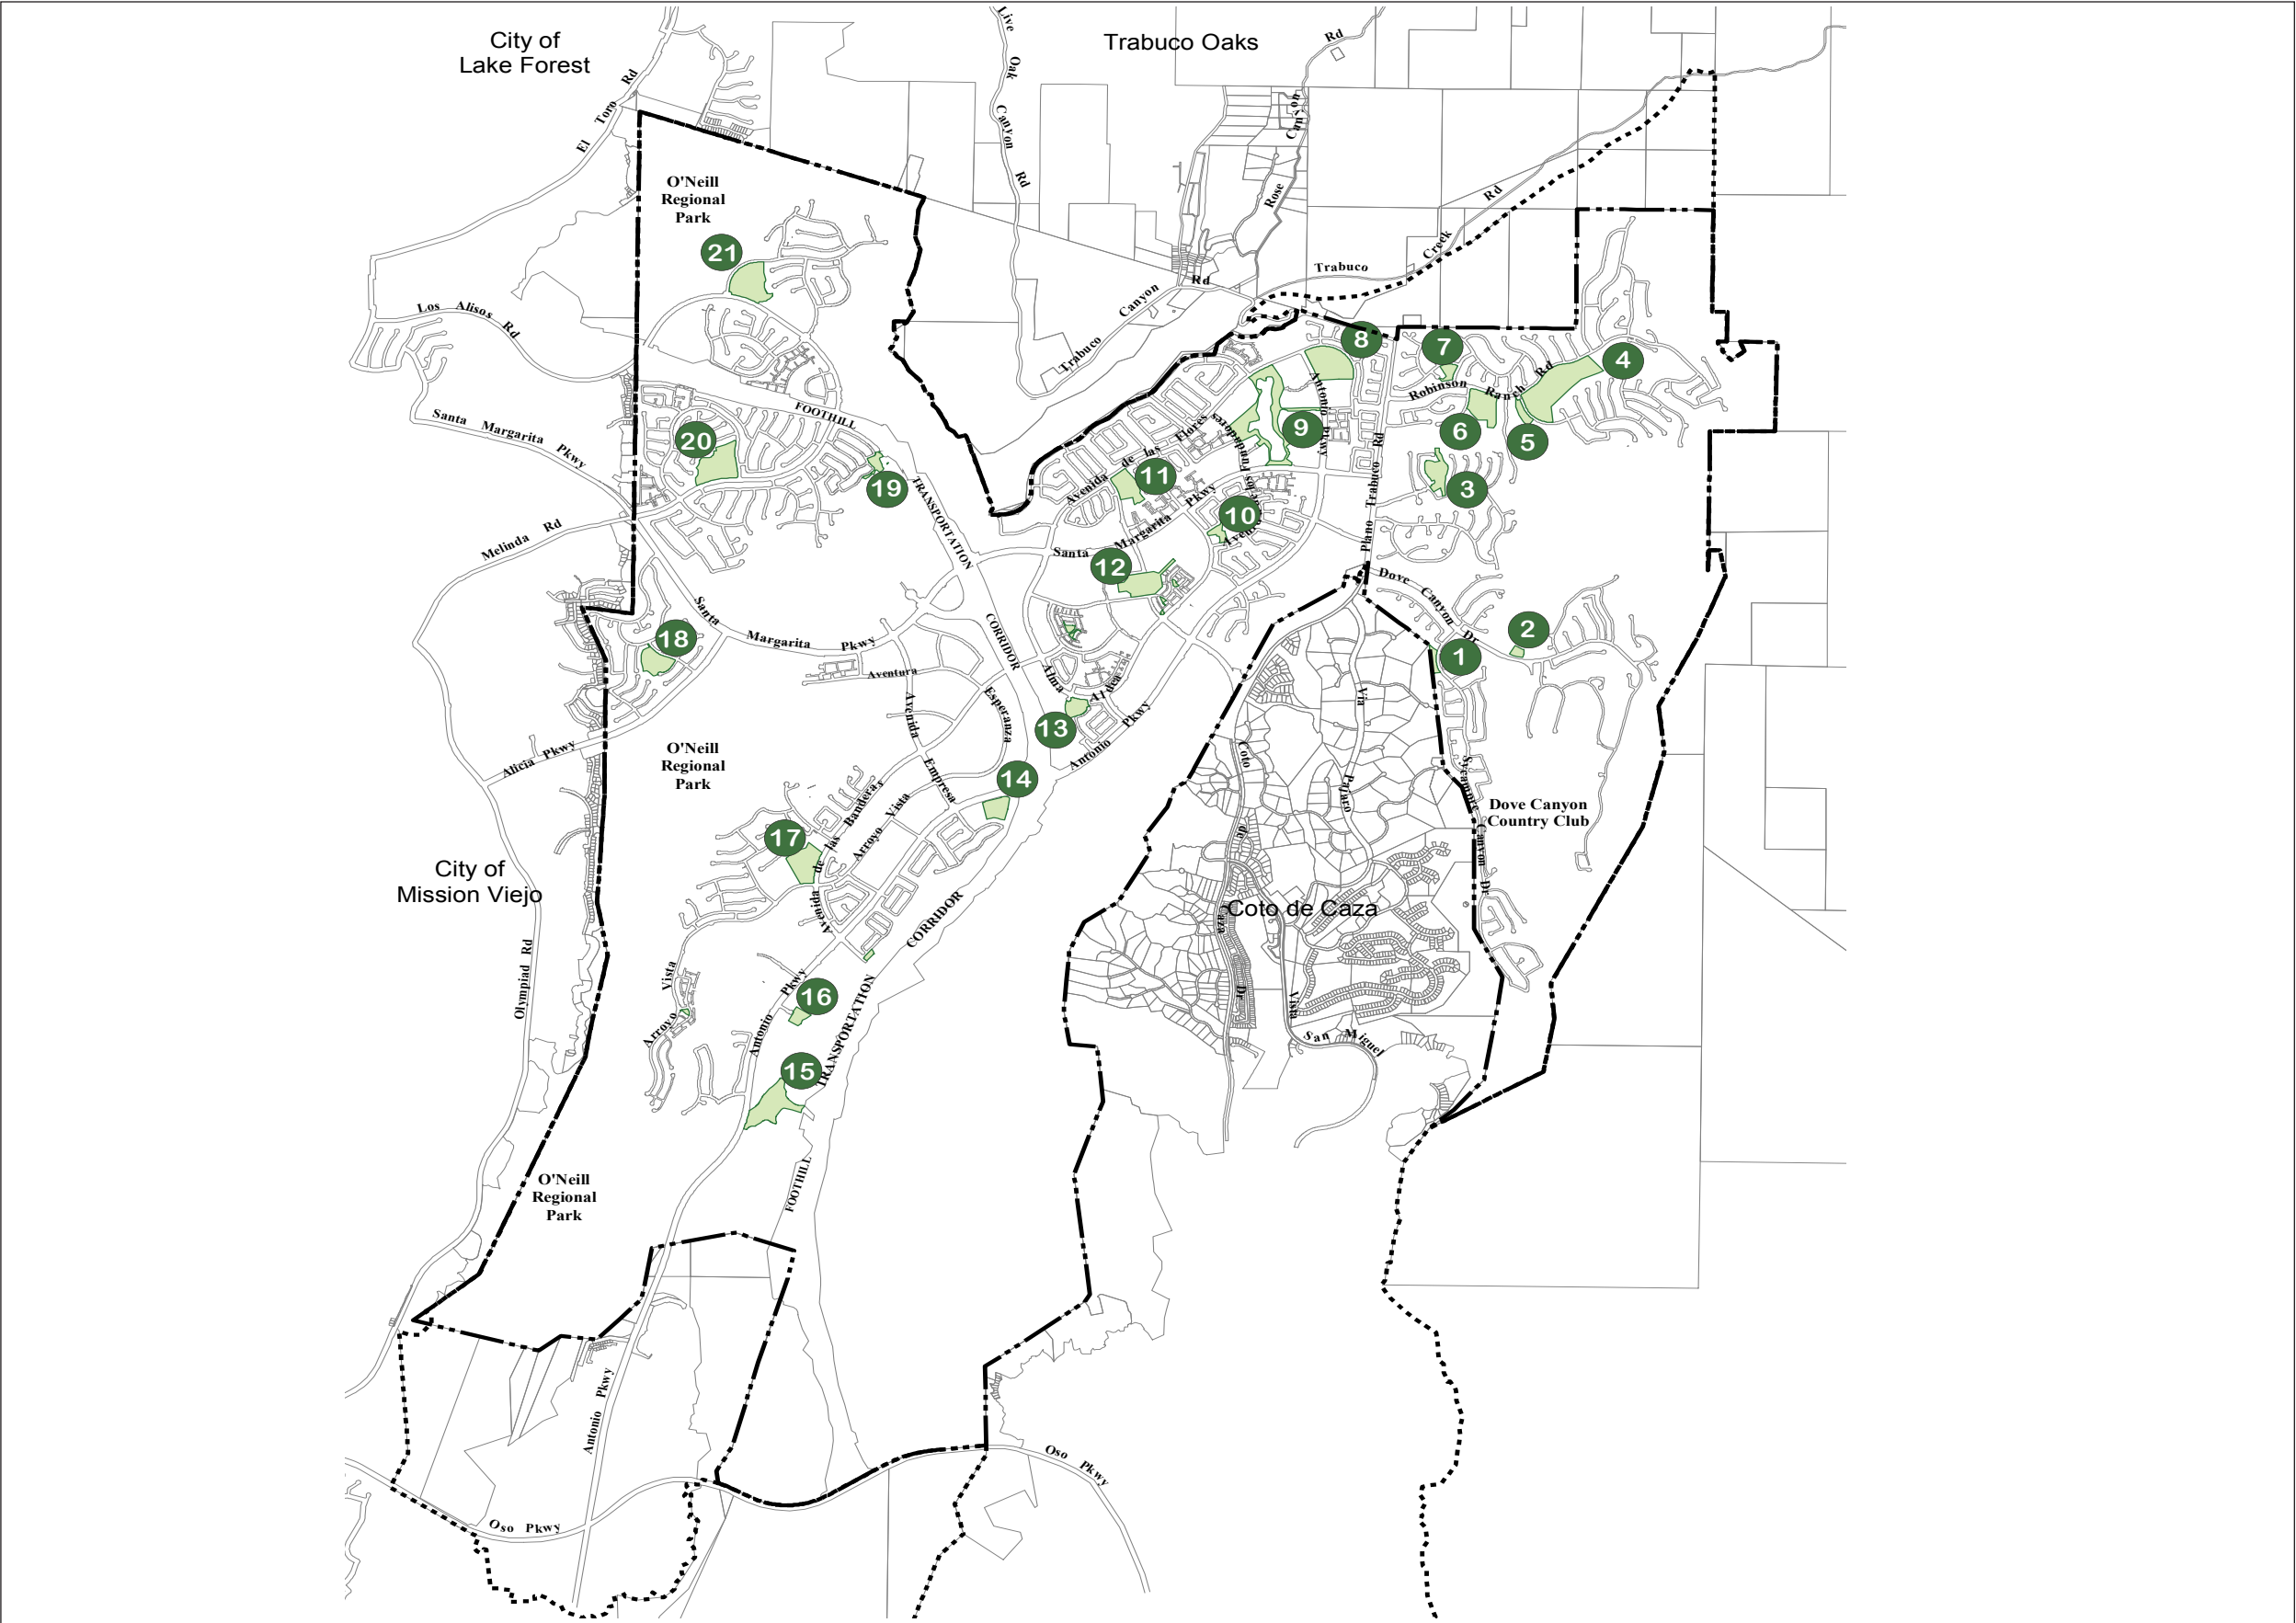 City of
Lake Forest
Trabuco Oaks
El Toro Rd
Live Oak Canyon Rd
Rd
Canyon
Rose
O'Neill
Regional
Park
21
Los Alisos Rd
Trabuco Creek Rd
Trabuco Canyon Rd
8
7
4
Robinson Ranch Rd
Antonio Pkwy
9
6
5
Santa Margarita Pkwy
FOOTHILL
20
19
TRANSPORTATION
Avenida de las Flores
Avenida de los Fundadores
11
3
10
Plano Trabuco Rd
Melinda Rd
Santa Margarita Pkwy
12
Dove Canyon Dr
2
1
18
Santa Margarita Pkwy
CORRIDOR
Aventura
Alma Aldea
Avenida Empresa
Esperanza
13
Antonio Pkwy
Alicia Pkwy
O'Neill
Regional
Park
14
Coto de Caza Dr
Via Pajaro
Sycamore Canyon Dr
Dove Canyon
Country Club
17
Avenida de las Banderas
Arroyo Vista
City of
Mission Viejo
Coto de Caza
CORRIDOR
Olympiad Rd
Arroyo Vista
Antonio Pkwy
16
TRANSPORTATION
Vista
San Miguel
15
FOOTHILL
O'Neill
Regional
Park
Antonio Pkwy
Oso Pkwy
Oso Pkwy